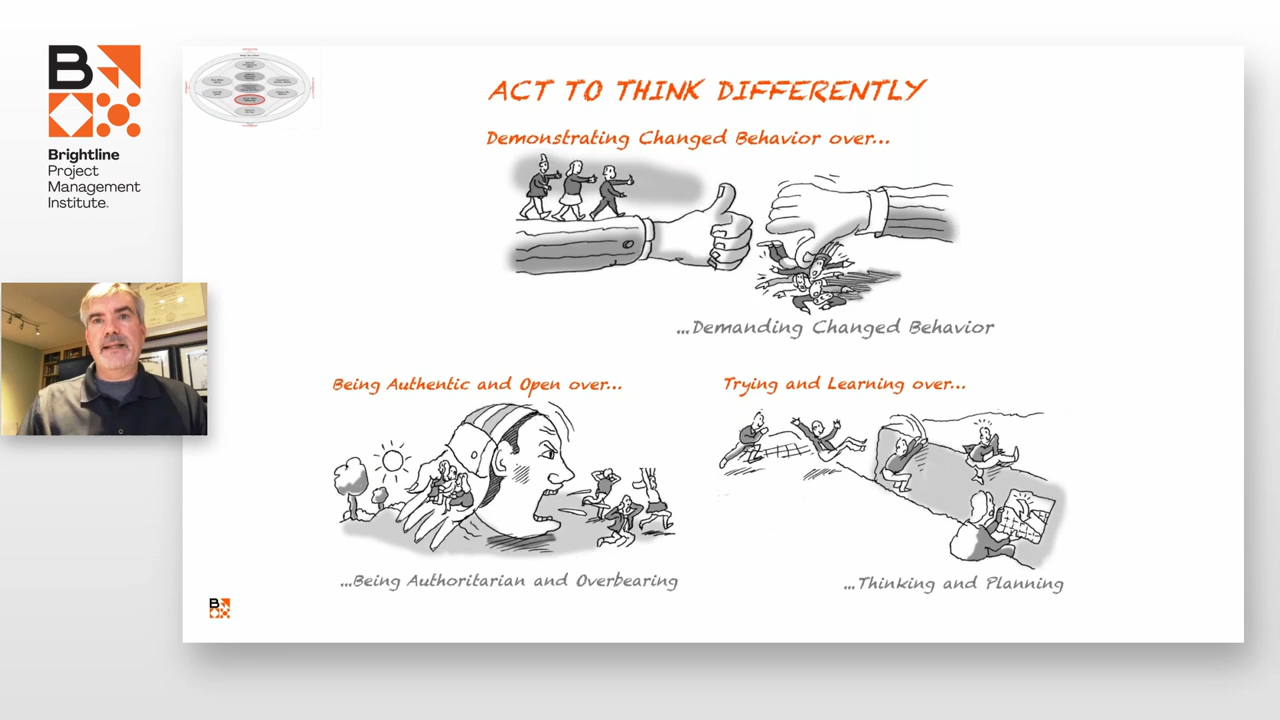 B
Brightline
Project
Management
Institute.
ACT TO THINK DIFFERENTLY
Demonstrating Changed Behavior over...
...Demanding Changed Behavior
Being Authentic and Open over...
Trying and Learning over...
...Being Authoritarian and Overbearing
...Thinking and Planning
B